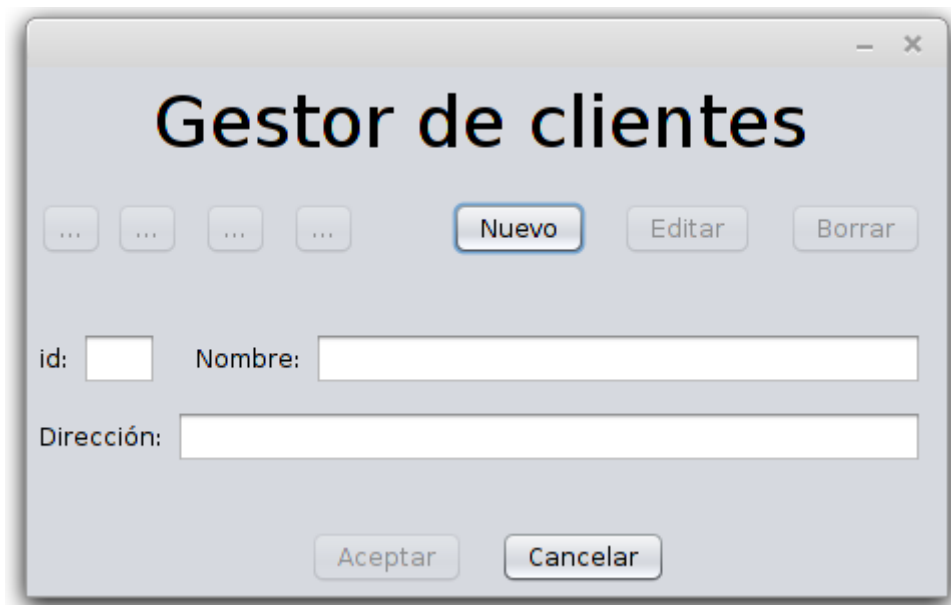 Gestor de clientes
... ... ... ... Nuevo Editar Borrar
id: Nombre:
Dirección:
Aceptar Cancelar